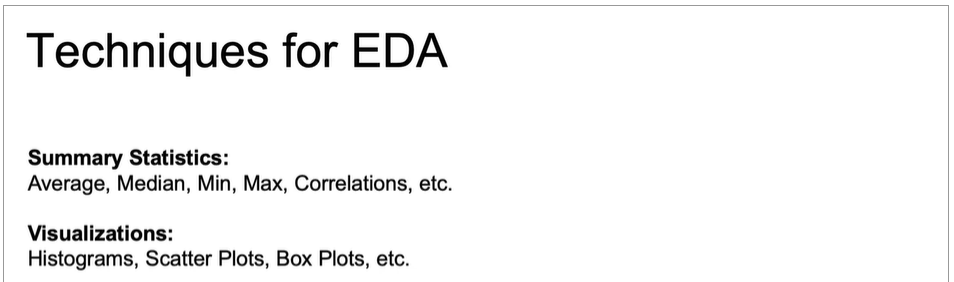 Techniques for EDA
Summary Statistics:
Average, Median, Min, Max, Correlations, etc.
Visualizations:
Histograms, Scatter Plots, Box Plots, etc.